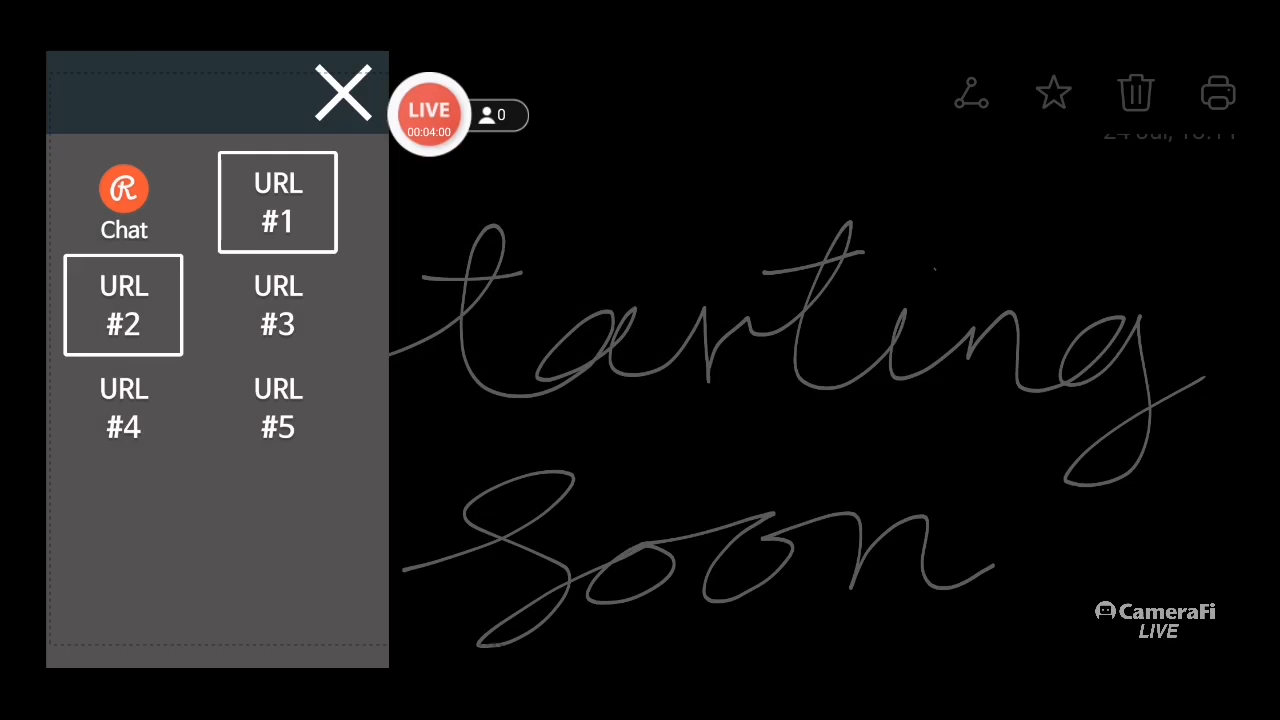 LIVE
00:04:00
0
Chat
URL
#1
URL
#2
URL
#3
URL
#4
URL
#5
tarting
Soon
CameraFi
LIVE